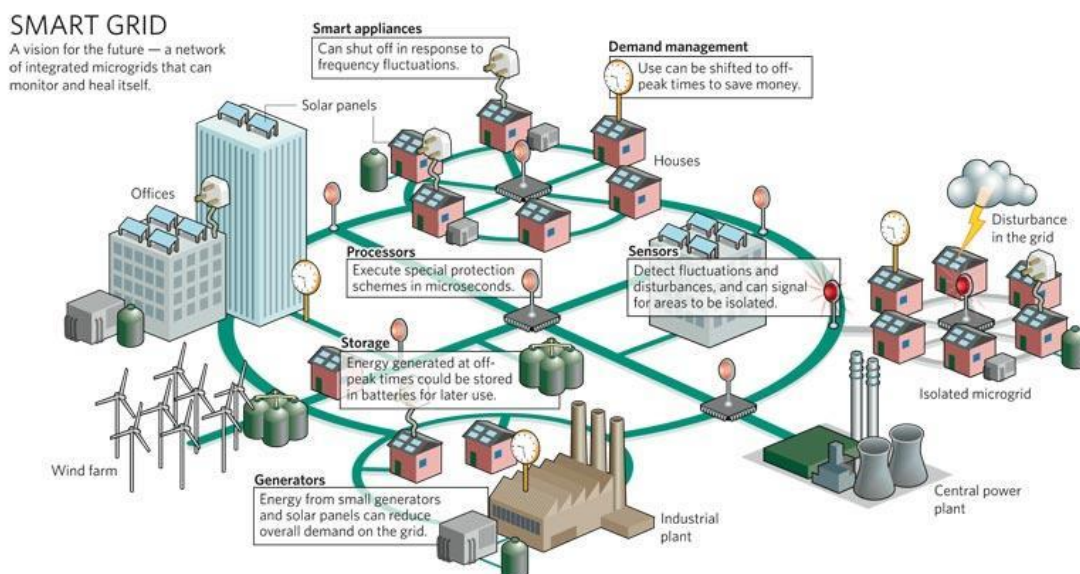 SMART GRID
A vision for the future — a network
of integrated microgrids that can
monitor and heal itself.
Smart appliances
Can shut off in response to
frequency fluctuations.
Demand management
Use can be shifted to off-
peak times to save money.
Solar panels
Houses
Offices
Disturbance
in the grid
Processors
Execute special protection
schemes in microseconds.
Sensors
Detect fluctuations and
disturbances, and can signal
for areas to be isolated.
Storage
Energy generated at off-
peak times could be stored
in batteries for later use.
Isolated microgrid
Wind farm
Generators
Energy from small generators
and solar panels can reduce
overall demand on the grid.
Industrial
plant
Central power
plant